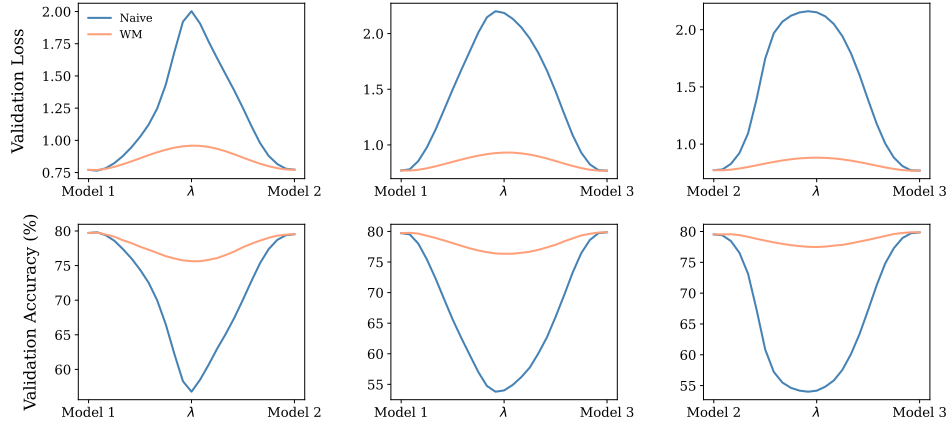 Validation Loss
2.00
1.75
1.50
1.25
1.00
0.75
Naive
WM
Model 1 λ Model 2
2.0
1.5
1.0
Model 1 λ Model 3
2.0
1.5
1.0
Model 2 λ Model 3
Validation Accuracy (%)
80
75
70
65
60
Model 1 λ Model 2
80
75
70
65
60
55
Model 1 λ Model 3
80
75
70
65
60
55
Model 2 λ Model 3